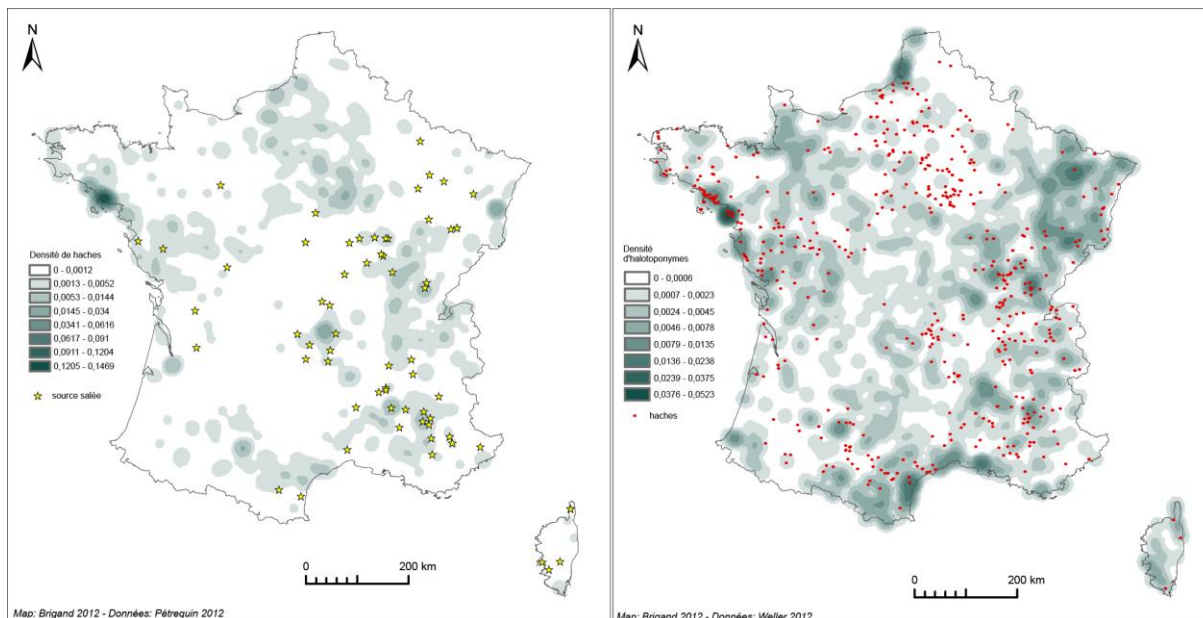 N
Densité de haches
0 - 0,0012
0,0013 - 0,0052
0,0053 - 0,0144
0,0145 - 0,034
0,0341 - 0,0616
0,0617 - 0,091
0,0911 - 0,1204
0,1205 - 0,1469
source salée
0 200 km
Map: Brigand 2012 - Données: Pétrequin 2012
N
Densité
d'halotoponymes
0 - 0,0006
0,0007 - 0,0023
0,0024 - 0,0045
0,0046 - 0,0078
0,0079 - 0,0135
0,0136 - 0,0238
0,0239 - 0,0375
0,0376 - 0,0523
haches
0 200 km
Map: Brigand 2012 - Données: Weller 2012